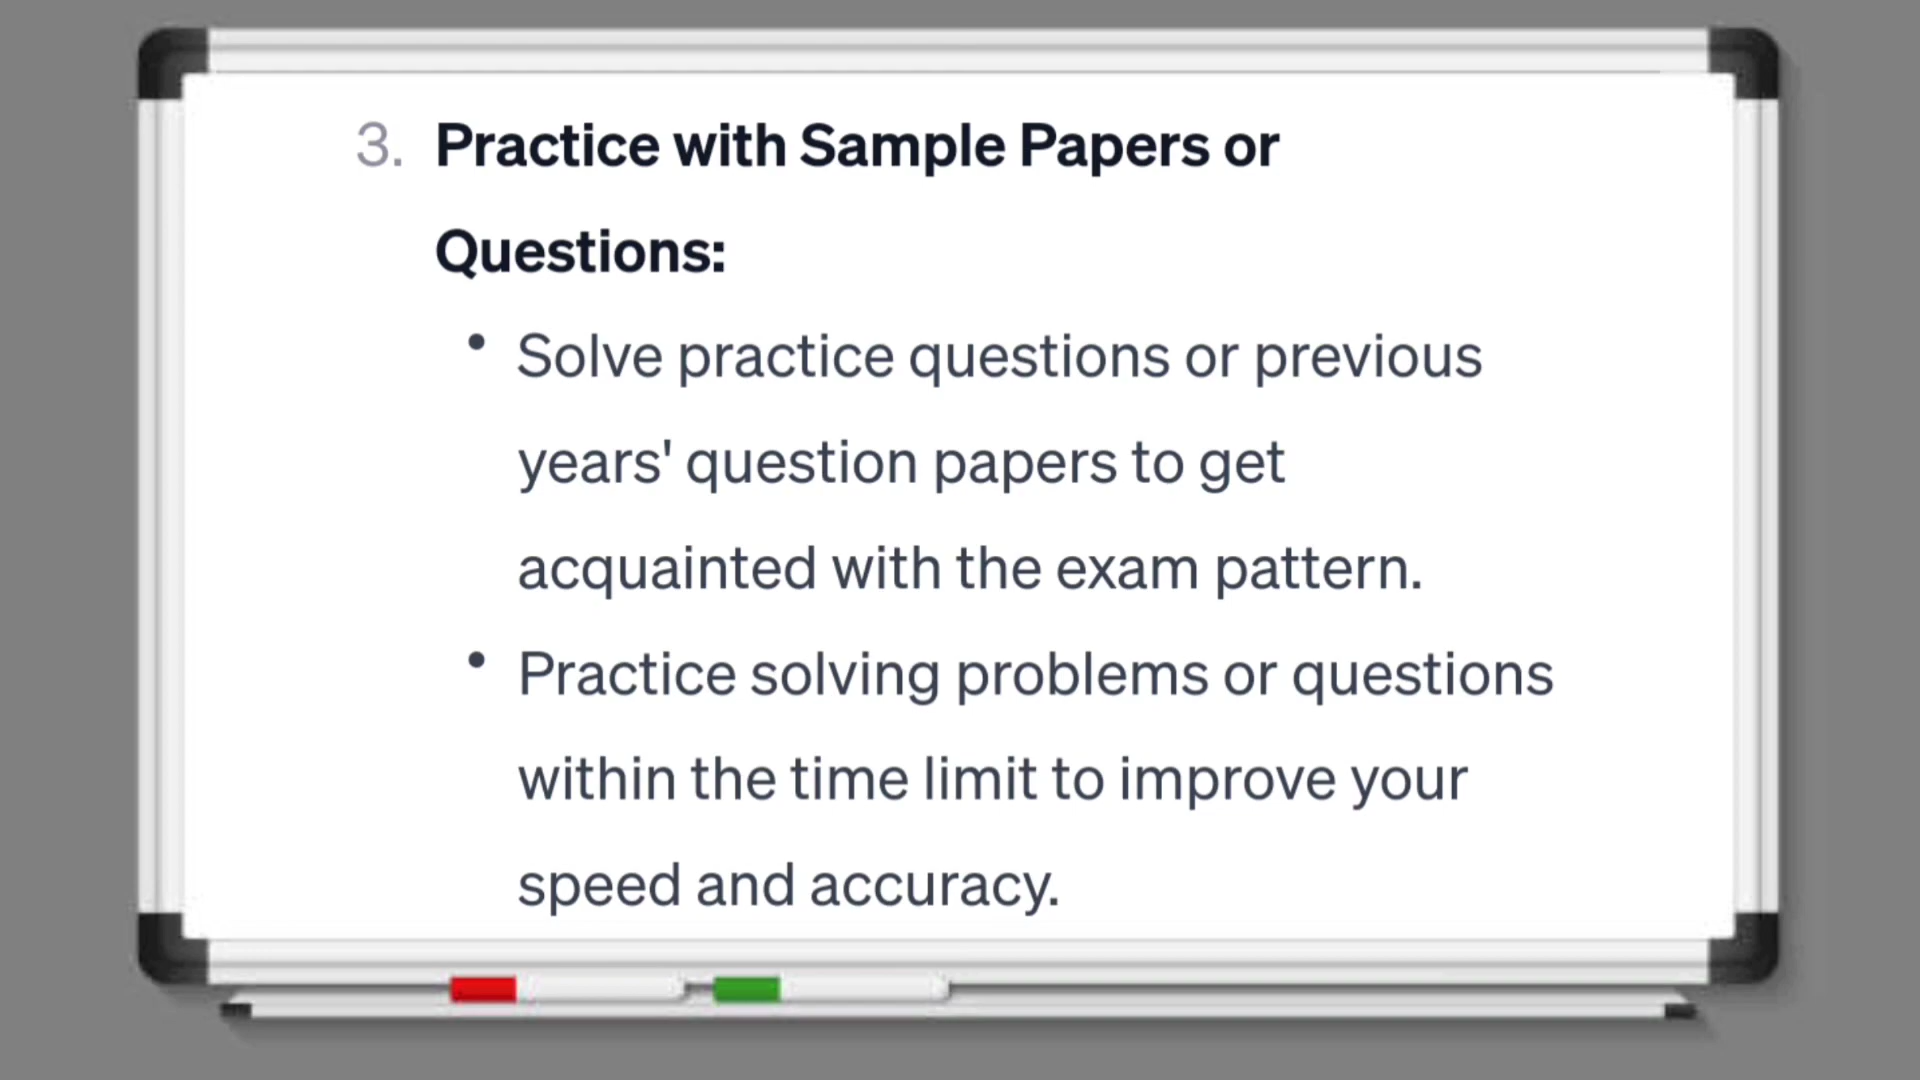 3. Practice with Sample Papers or
Questions:
• Solve practice questions or previous
years' question papers to get
acquainted with the exam pattern.
• Practice solving problems or questions
within the time limit to improve your
speed and accuracy.